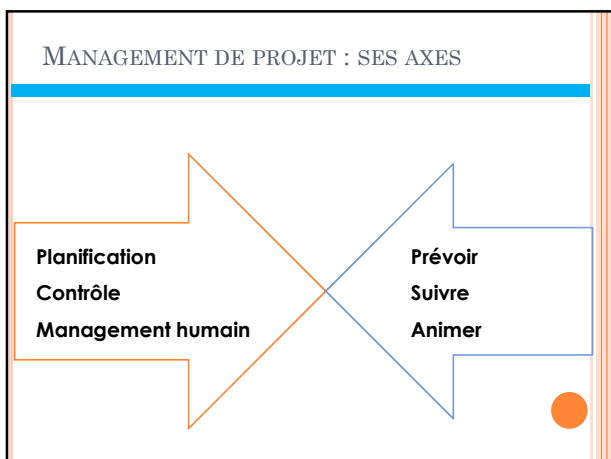 MANAGEMENT DE PROJET : SES AXES
Planification
Contrôle
Management humain
Prévoir
Suivre
Animer